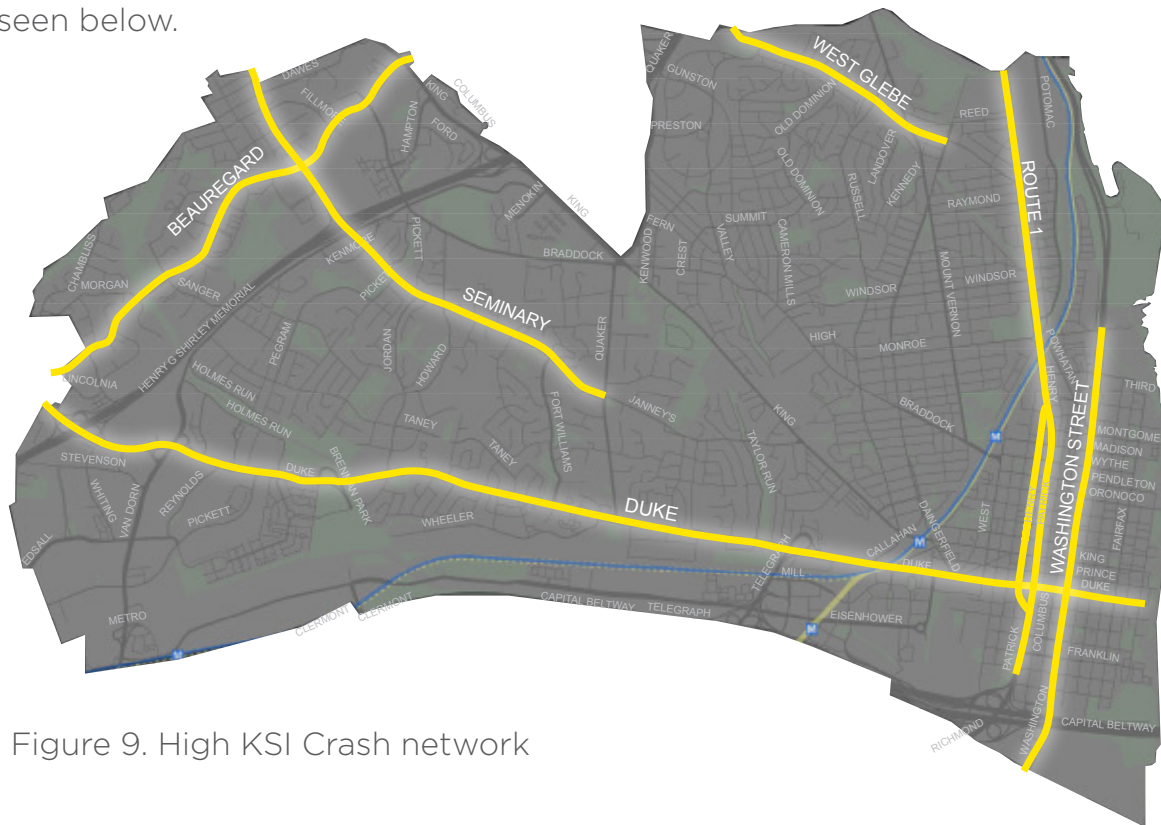 seen below.
DAWES
FILLMORE
KING
COLUMBUS
HAMPTON
FORD
BEAUREGARD
MENOKIN
KING
CHAMBLISS
MORGAN
SANGER
KENMORE
PICKETT
PICKETT
BRADDOCK
HENRY G SHIRLEY MEMORIAL
SEMINARY
PEGRAM
JORDAN
HOWARD
QUAKER
LINCOLNIA
HOLMES RUN
HOLMES RUN
TANEY
TANEY
FORT WILLIAMS
JANNEY'S
STEVENSON
DUKE
BRENMAN PARK
WHITING
VAN DORN
REYNOLDS
PICKETT
WHEELER
EDSALL
METRO
CLERMONT
CLERMONT
CAPITAL BELTWAY
TELEGRAPH
QUAKER
GUNSTON
PRESTON
WEST GLEBE
OLD DOMINION
OLD DOMINION
LANDOVER
KENNEDY
RUSSELL
REED
POTOMAC
ROUTE 1
RAYMOND
SUMMIT
FERN
KENWOOD
CREST
VALLEY
CAMERON MILLS
WINDSOR
WINDSOR
MOUNT VERNON
HIGH
MONROE
POWHATAN
HENRY
BRADDOCK
KING
TAYLOR RUN
WASHINGTON STREET
THIRD
MONTGOME
MADISON
WYTHE
PENDLETON
ORONOCO
FAIRFAX
WEST
M
DAINGERFIELD
CALLAHAN
M
DUKE
DUKE
MILL
TELEGRAPH
EISENHOWER
M
M
KING
PRINCE
DUKE
COLUMBUS
PATRICK
FRANKLIN
WASHINGTON
RICHMOND
CAPITAL BELTWAY
Figure 9. High KSI Crash network